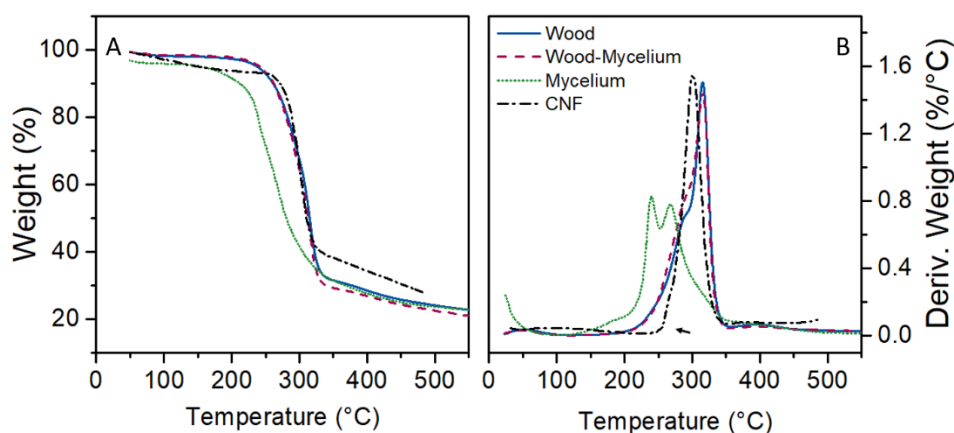 A
Weight (%)
100
80
60
40
20
0 100 200 300 400 500
Temperature (°C)
Wood
Wood-Mycelium
Mycelium
CNF
B
1.6
1.2
0.8
0.4
0.0
Deriv. Weight (%/°C)
0 100 200 300 400 500
Temperature (°C)